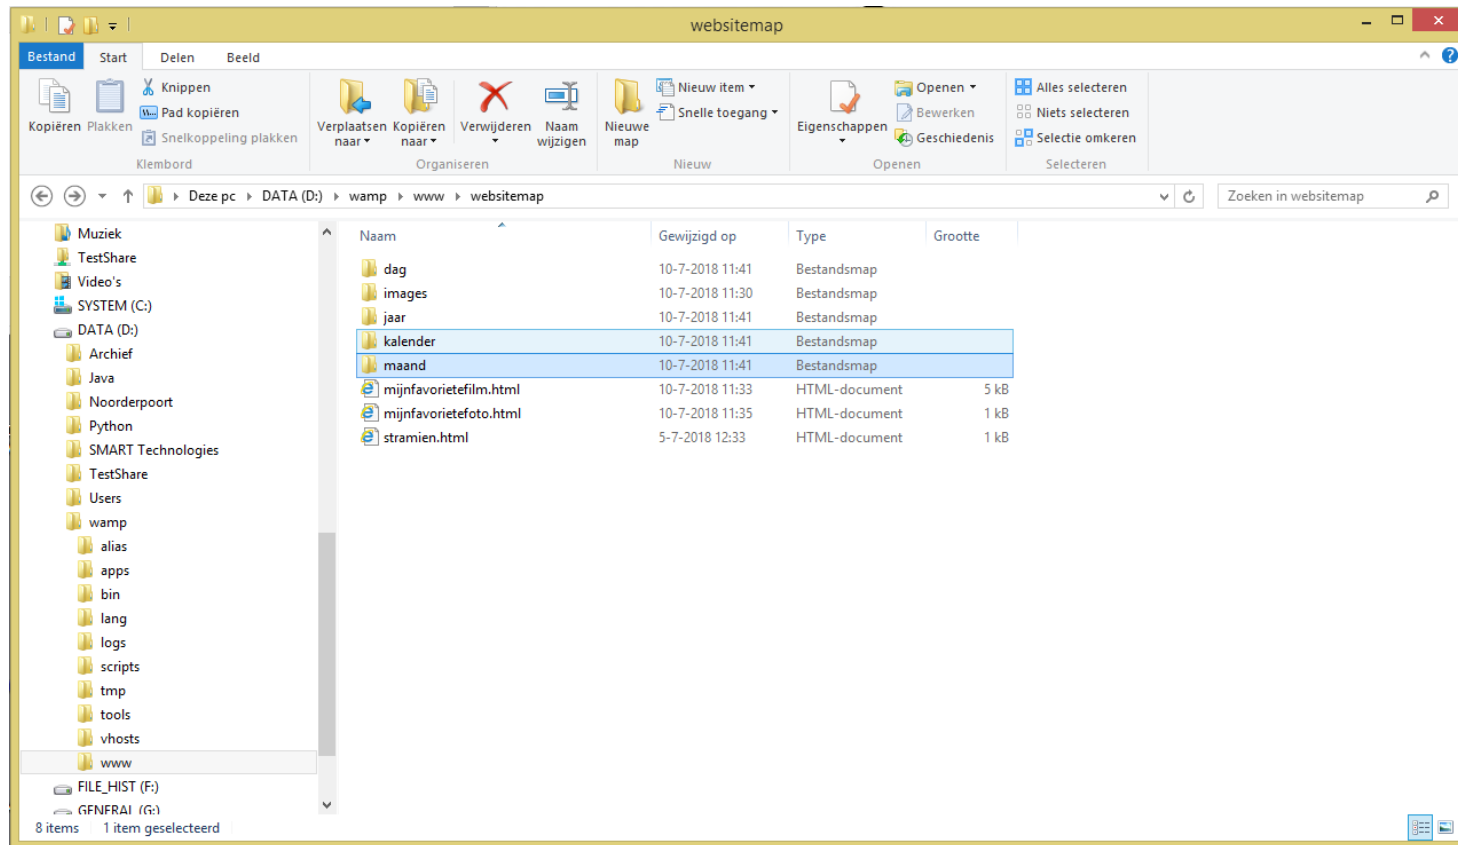 websitemap
Bestand Start Delen Beeld
Kopiëren Plakken Knippen Pad kopiëren Snelkoppeling plakken Klembord
Verplaatsen naar Kopiëren naar Verwijderen Naam wijzigen Organiseren
Nieuwe map Nieuw item Snelle toegang Nieuw
Eigenschappen Openen Bewerken Geschiedenis Openen
Alles selecteren Niets selecteren Selectie omkeren Selecteren
Deze pc DATA (D:) wamp www websitemap Zoeken in websitemap
Muziek
TestShare
Video's
SYSTEM (C:)
DATA (D:)
Archief
Java
Noorderpoort
Python
SMART Technologies
TestShare
Users
wamp
alias
apps
bin
lang
logs
scripts
tmp
tools
vhosts
www
FILE_HIST (F:)
GENERAL (G:)
Naam Gewijzigd op Type Grootte
dag 10-7-2018 11:41 Bestandsmap
images 10-7-2018 11:30 Bestandsmap
jaar 10-7-2018 11:41 Bestandsmap
kalender 10-7-2018 11:41 Bestandsmap
maand 10-7-2018 11:41 Bestandsmap
mijnfavorietefilm.html 10-7-2018 11:33 HTML-document 5 kB
mijnfavorietefoto.html 10-7-2018 11:35 HTML-document 1 kB
stramien.html 5-7-2018 12:33 HTML-document 1 kB
8 items 1 item geselecteerd